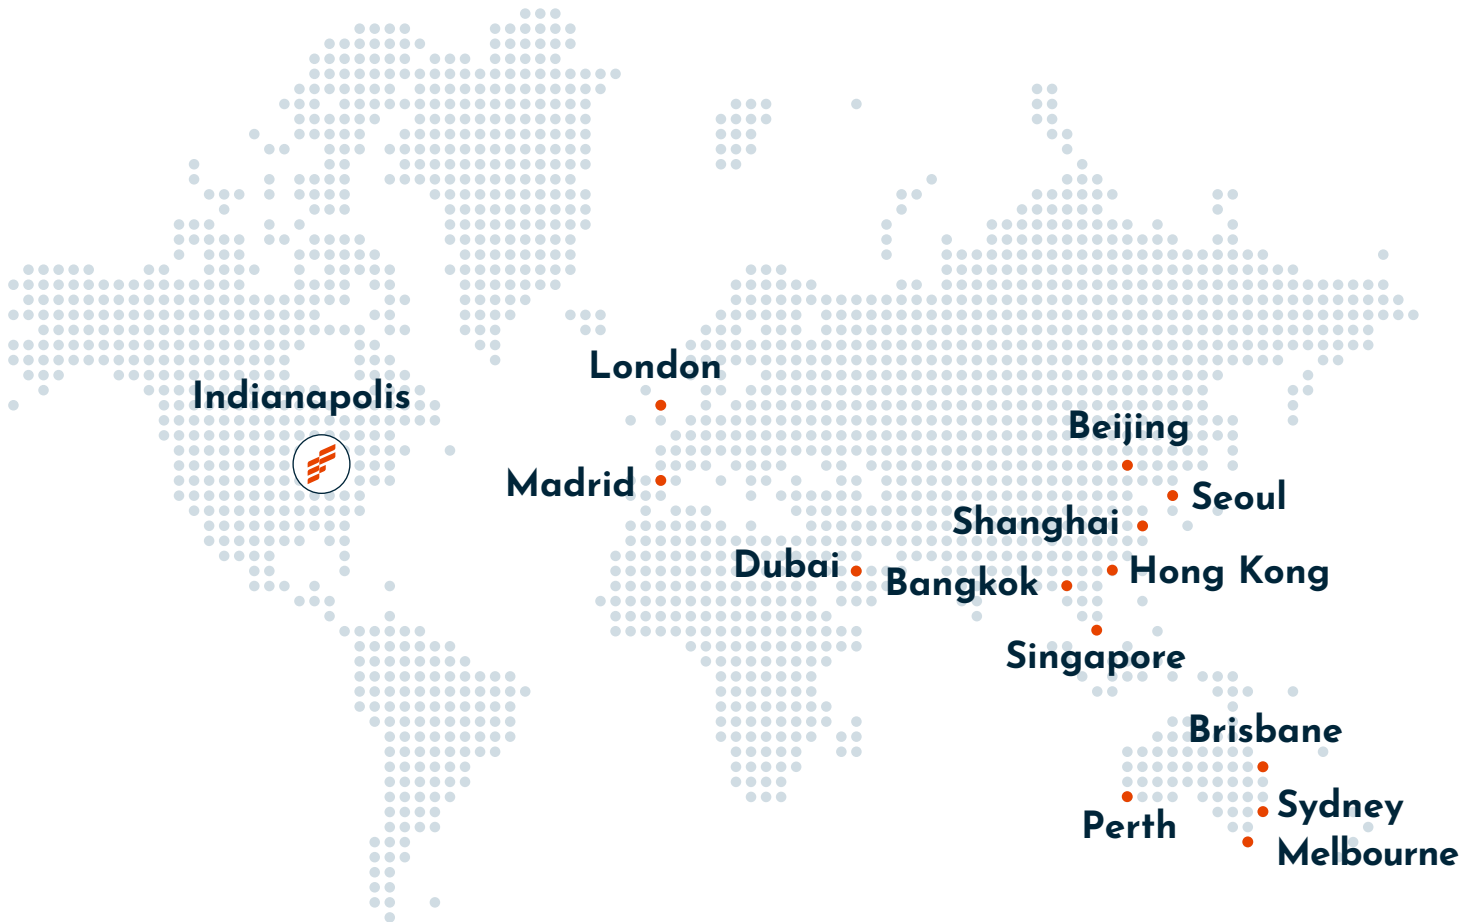 London
Indianapolis
Beijing
Madrid
Seoul
Shanghai
Dubai
Bangkok
Hong Kong
Singapore
Brisbane
Sydney
Perth
Melbourne